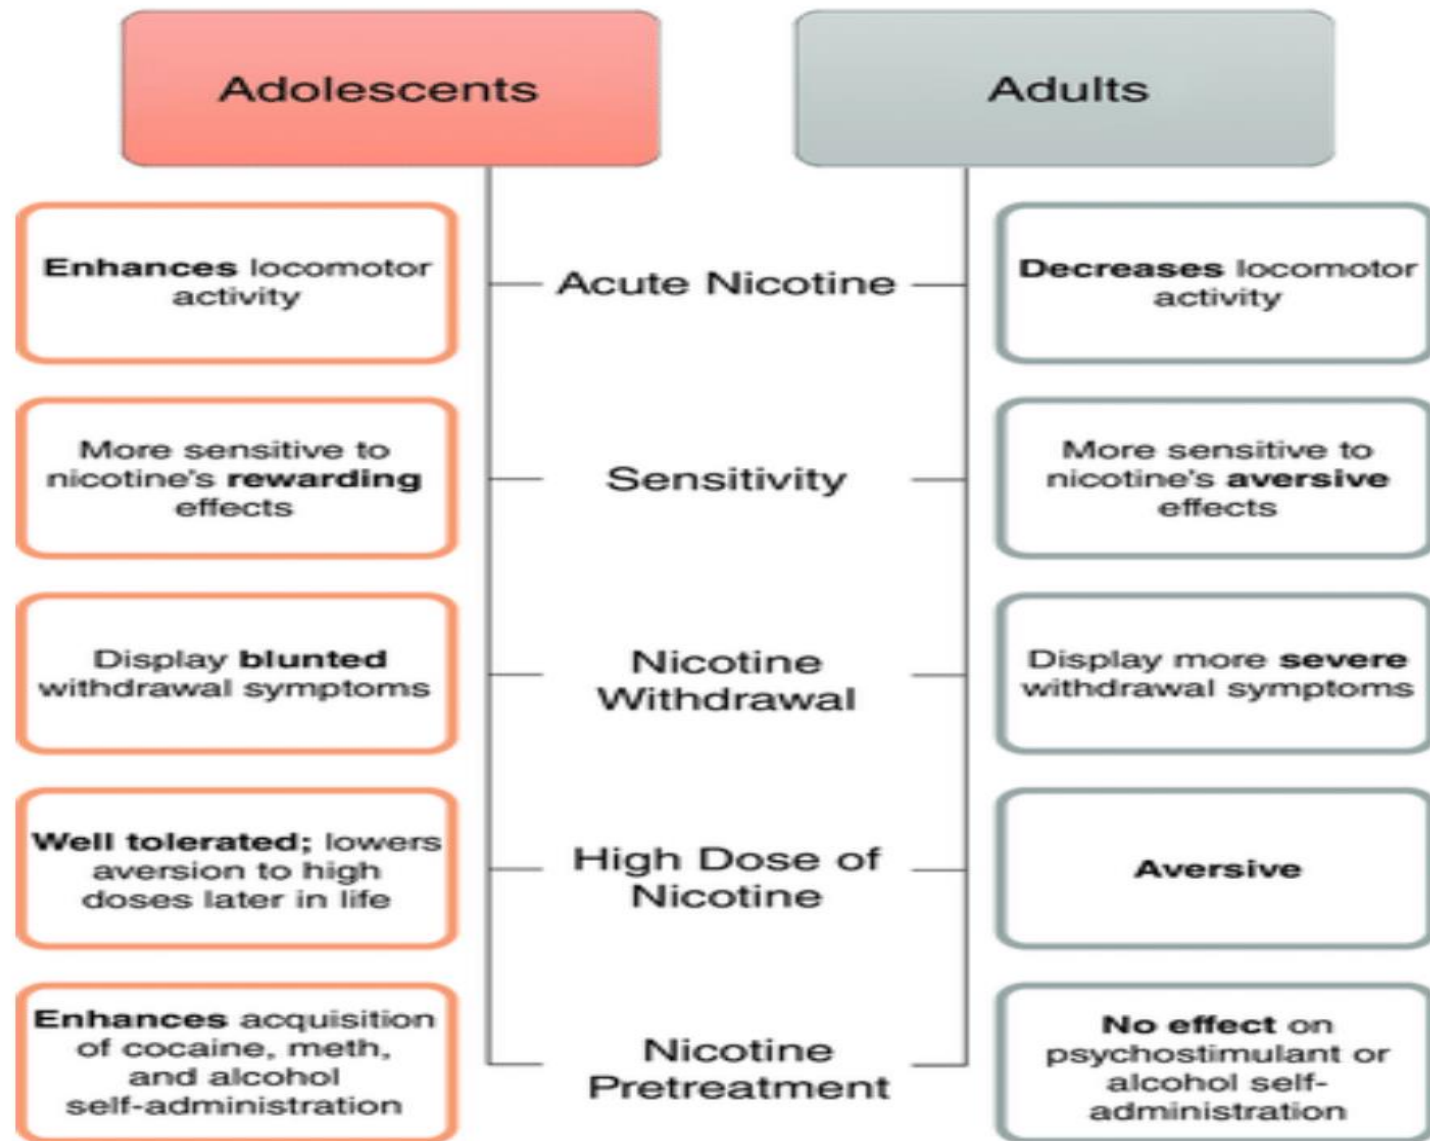 Adolescents
Adults
Enhances locomotor
activity
Acute Nicotine
Decreases locomotor
activity
More sensitive to
nicotine's rewarding
effects
Sensitivity
More sensitive to
nicotine's aversive
effects
Display blunted
withdrawal symptoms
Nicotine
Withdrawal
Display more severe
withdrawal symptoms
Well tolerated; lowers
aversion to high
doses later in life
High Dose of
Nicotine
Aversive
Enhances acquisition
of cocaine, meth,
and alcohol
self-administration
Nicotine
Pretreatment
No effect on
psychostimulant or
alcohol self-
administration